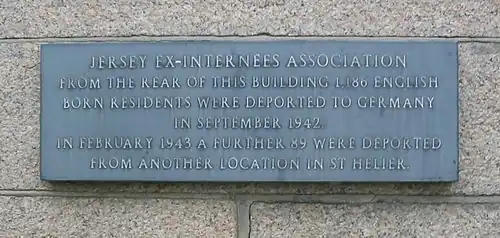 JERSEY EX-INTERNEES ASSOCIATION
FROM THE REAR OF THIS BUILDING 1,186 ENGLISH
BORN RESIDENTS WERE DEPORTED TO GERMANY
IN SEPTEMBER 1942.
IN FEBRUARY 1943 A FURTHER 89 WERE DEPORTED
FROM ANOTHER LOCATION IN ST HELIER.